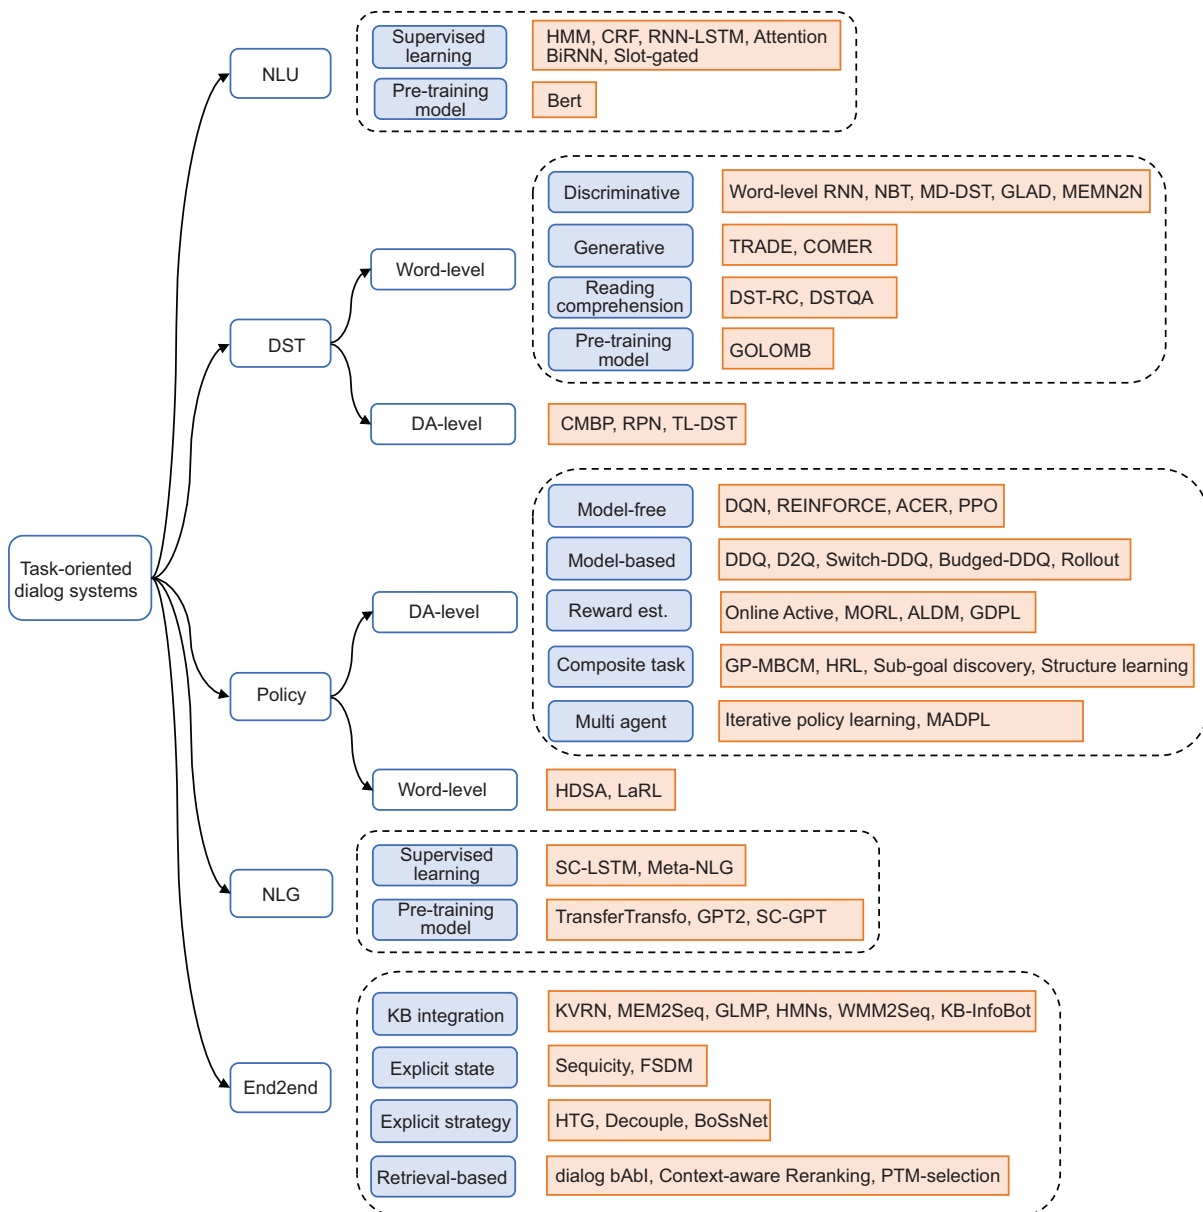 Task-oriented
dialog systems
NLU
Supervised
learning
HMM, CRF, RNN-LSTM, Attention
BiRNN, Slot-gated
Pre-training
model
Bert
DST
Word-level
Discriminative
Word-level RNN, NBT, MD-DST, GLAD, MEMN2N
Generative
TRADE, COMER
Reading
comprehension
DST-RC, DSTQA
Pre-training
model
GOLOMB
DA-level
CMBP, RPN, TL-DST
Policy
DA-level
Model-free
DQN, REINFORCE, ACER, PPO
Model-based
DDQ, D2Q, Switch-DDQ, Budged-DDQ, Rollout
Reward est.
Online Active, MORL, ALDM, GDPL
Composite task
GP-MBCM, HRL, Sub-goal discovery, Structure learning
Multi agent
Iterative policy learning, MADPL
Word-level
HDSA, LaRL
NLG
Supervised
learning
SC-LSTM, Meta-NLG
Pre-training
model
TransferTransfo, GPT2, SC-GPT
End2end
KB integration
KVRN, MEM2Seq, GLMP, HMNs, WMM2Seq, KB-InfoBot
Explicit state
Sequicity, FSDM
Explicit strategy
HTG, Decouple, BoSsNet
Retrieval-based
dialog bAbI, Context-aware Reranking, PTM-selection